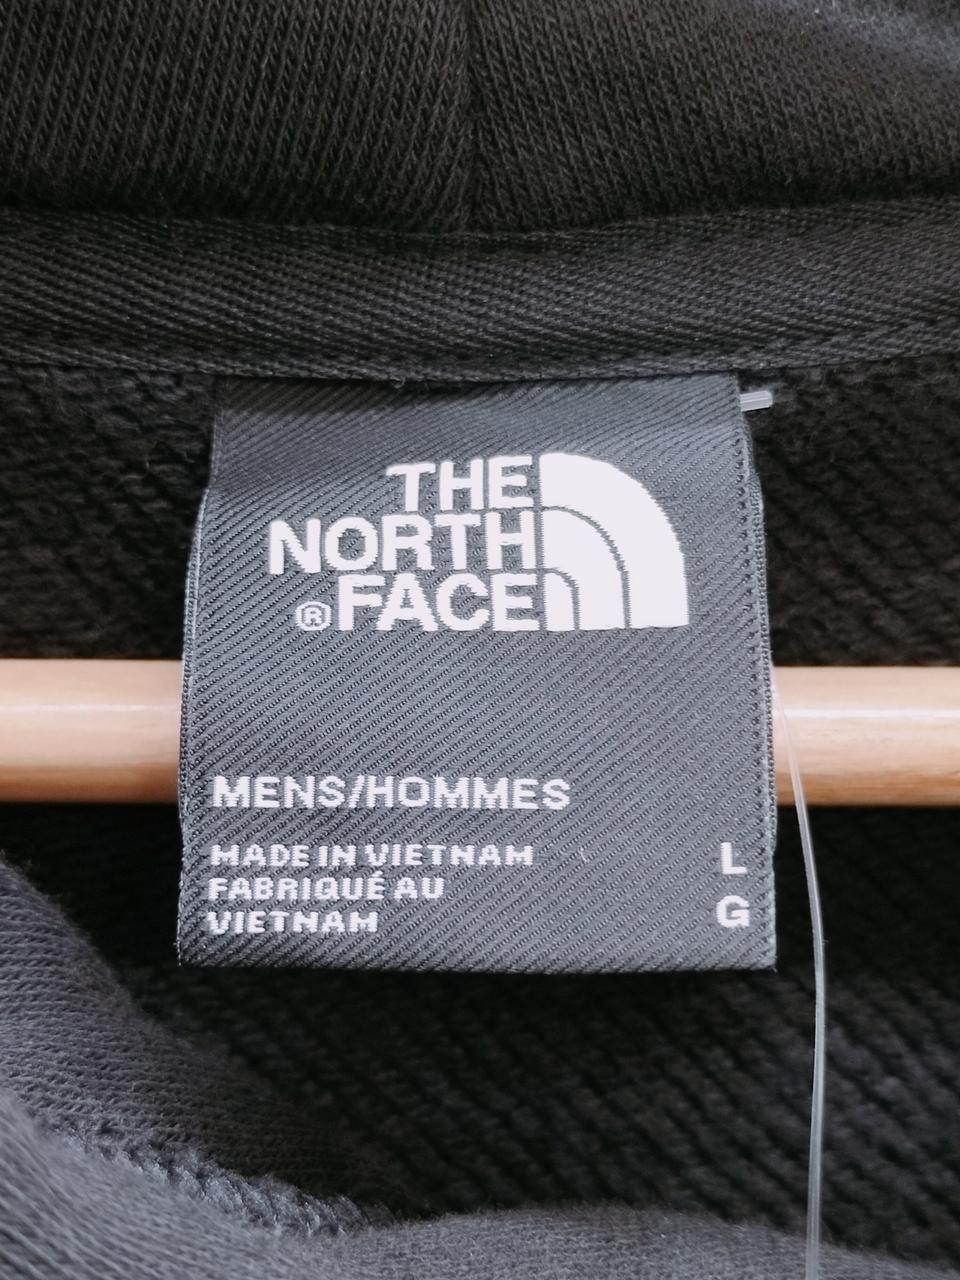 THE
NORTH
®FACE
MENS/HOMMES
MADE IN VIETNAM L
FABRIQUÉ AU
VIETNAM G